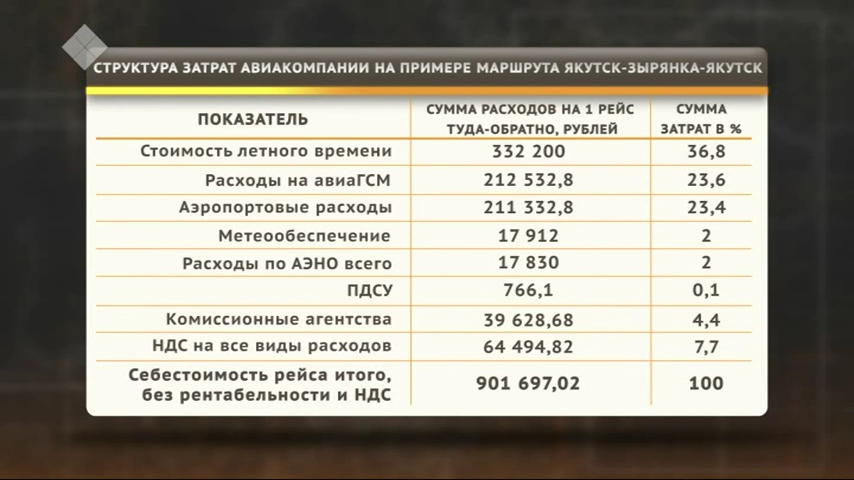 СТРУКТУРА ЗАТРАТ АВИАКОМПАНИИ НА ПРИМЕРЕ МАРШРУТА ЯКУТСК-ЗЫРЯНКА-ЯКУТСК
ПОКАЗАТЕЛЬ СУММА РАСХОДОВ НА 1 РЕЙС ТУДА-ОБРАТНО, РУБЛЕЙ СУММА ЗАТРАТ В %
Стоимость летного времени 332 200 36,8
Расходы на авиаГСМ 212 532,8 23,6
Аэропортовые расходы 211 332,8 23,4
Метеообеспечение 17 912 2
Расходы по АЭНО всего 17 830 2
ПДСУ 766,1 0,1
Комиссионные агентства 39 628,68 4,4
НДС на все виды расходов 64 494,82 7,7
Себестоимость рейса итого, без рентабельности и НДС 901 697,02 100